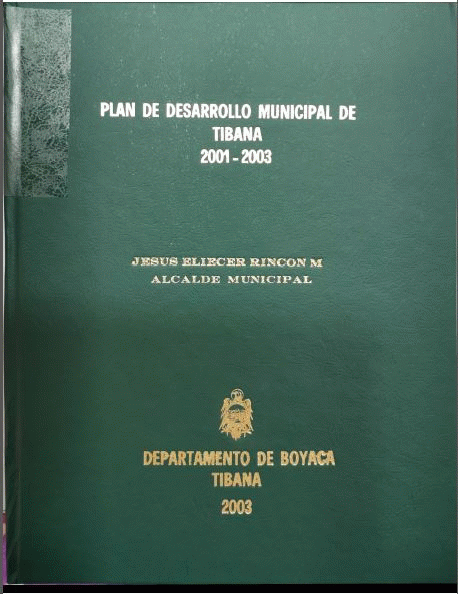 PLAN DE DESARROLLO MUNICIPAL DE
TIBANA
2001-2003
JESUS ELIECER RINCON M
ALCALDE MUNICIPAL
DEPARTAMENTO DE BOYACA
TIBANA
2003